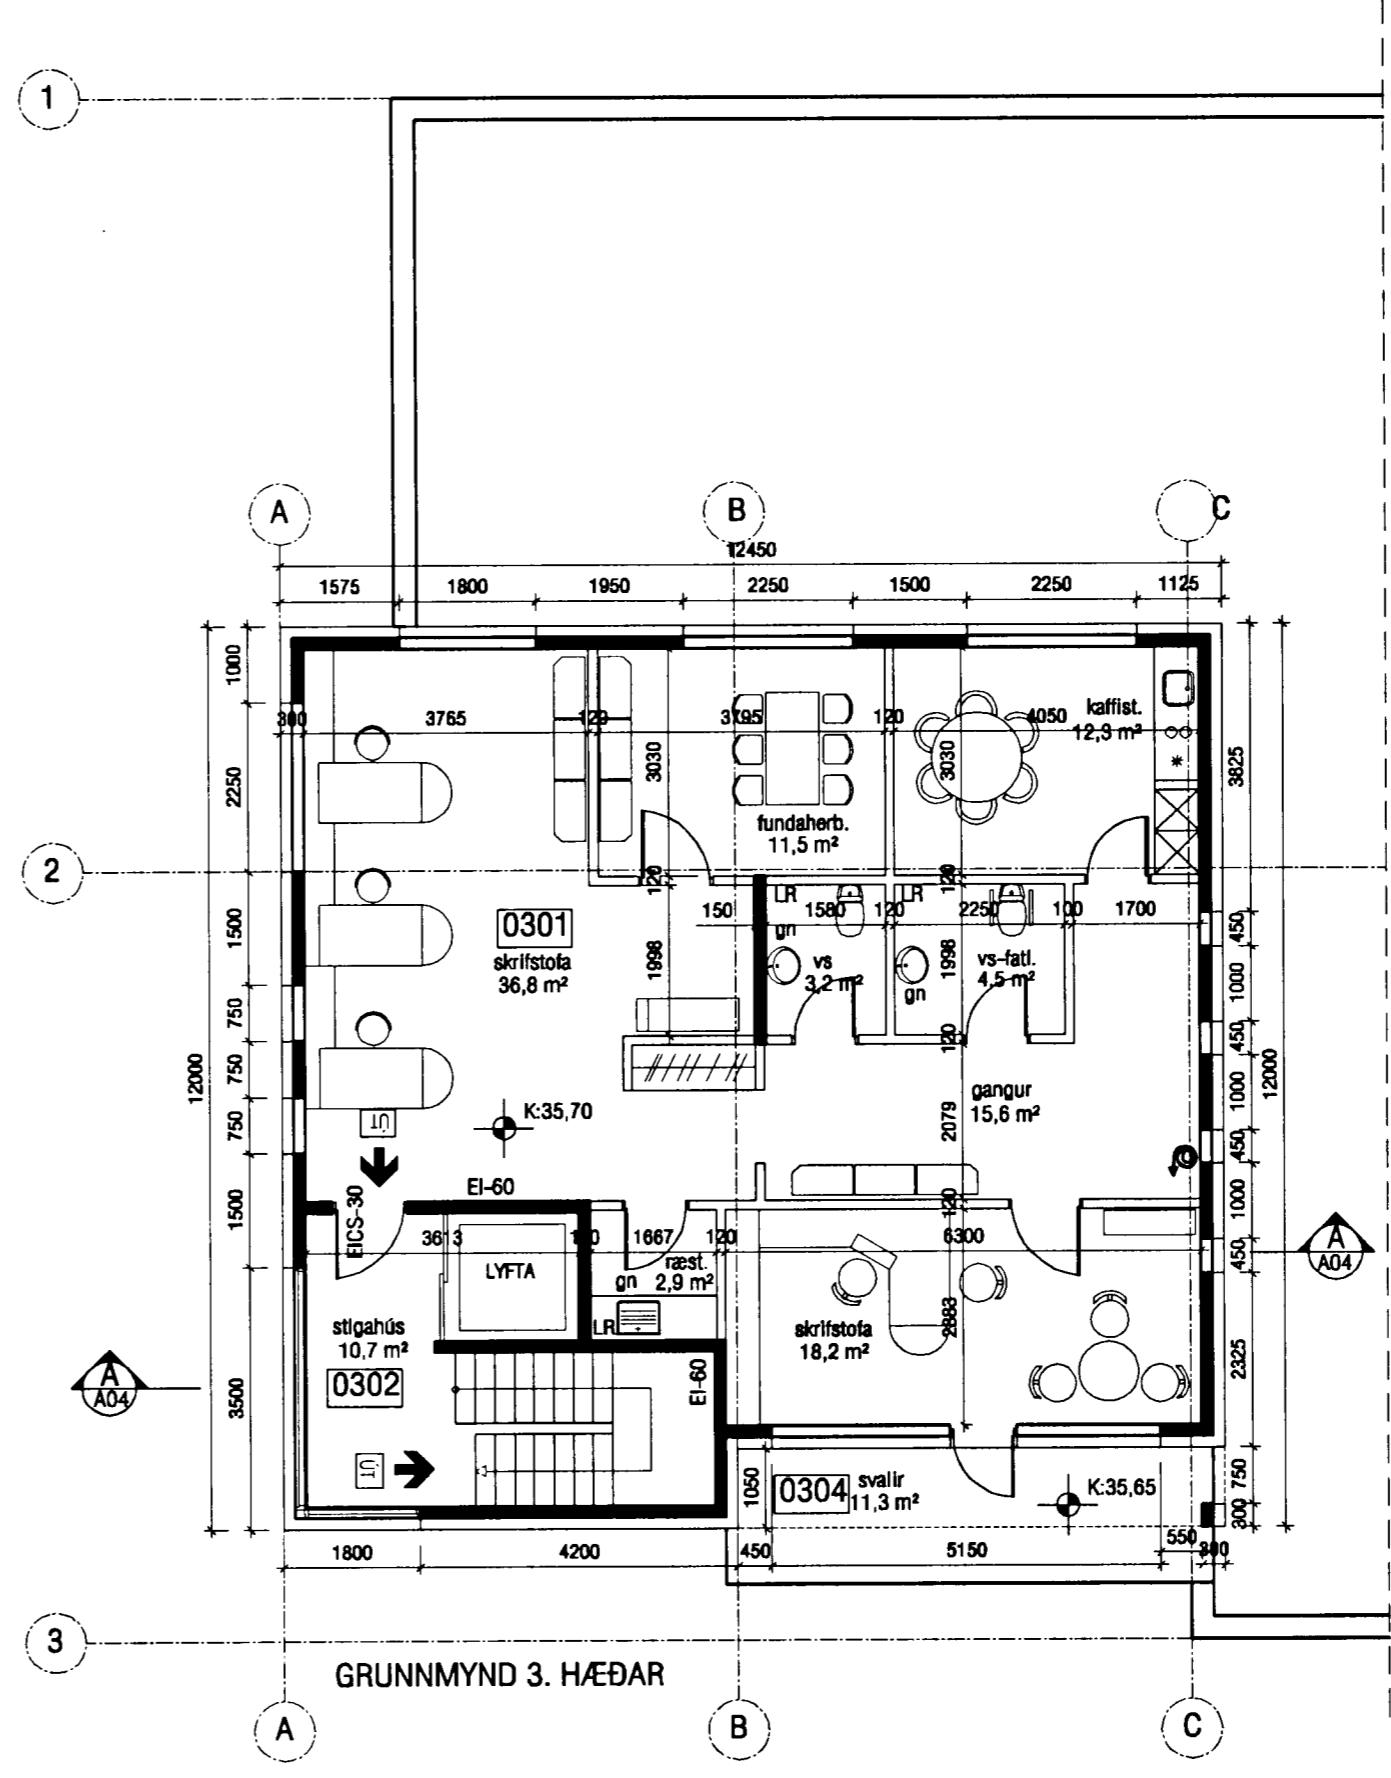 1
A
B
C
12450
1575
1800
1950
2250
1500
2250
1125
1000
2250
1500
750
750
750
1500
3500
12000
300
3765
120
3795
120
4050
kaffist.
12,9 m²
3030
3030
3825
fundaherb.
11,5 m²
2
120
120
0301
skrifstofa
36,8 m²
150
LR
1580
120
LR
2250
100
1700
gn
vs
3,2 m²
gn
vs-fatl.
4,5 m²
1998
1998
450
1000
450
1000
450
1000
450
12000
120
K:35,70
gangur
15,6 m²
2079
ÚT
EICS-30
EI-60
120
3613
1667
120
6300
LYFTA
gn
ræst.
2,9 m²
LR
A
A04
stigahús
10,7 m²
0302
skrifstofa
18,2 m²
2883
2325
A
A04
EI-60
ÚT
1050
0304
svalir
11,3 m²
K:35,65
750
300
1800
4200
450
5150
550
300
3
GRUNNMYND 3. HÆÐAR
A
B
C